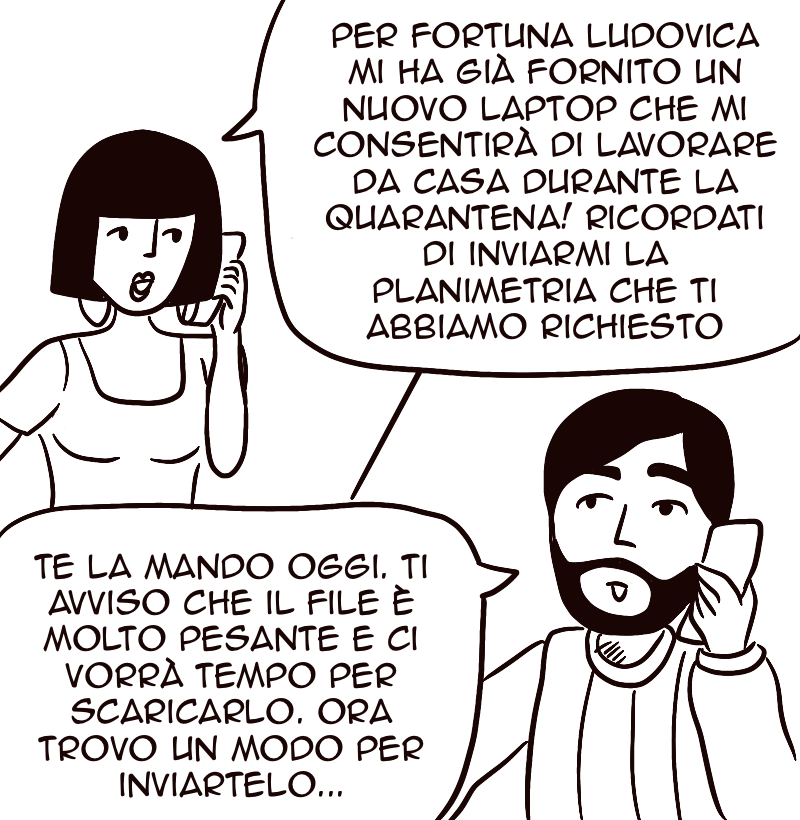 PER FORTUNA LUDOVICA
MI HA GIÀ FORNITO UN
NUOVO LAPTOP CHE MI
CONSENTIRÀ DI LAVORARE
DA CASA DURANTE LA
QUARANTENA! RICORDATI
DI INVIARMI LA
PLANIMETRIA CHE TI
ABBIAMO RICHIESTO
TE LA MANDO OGGI. TI
AVVISO CHE IL FILE È
MOLTO PESANTE E CI
VORRÀ TEMPO PER
SCARICARLO. ORA
TROVO UN MODO PER
INVIARTELO...